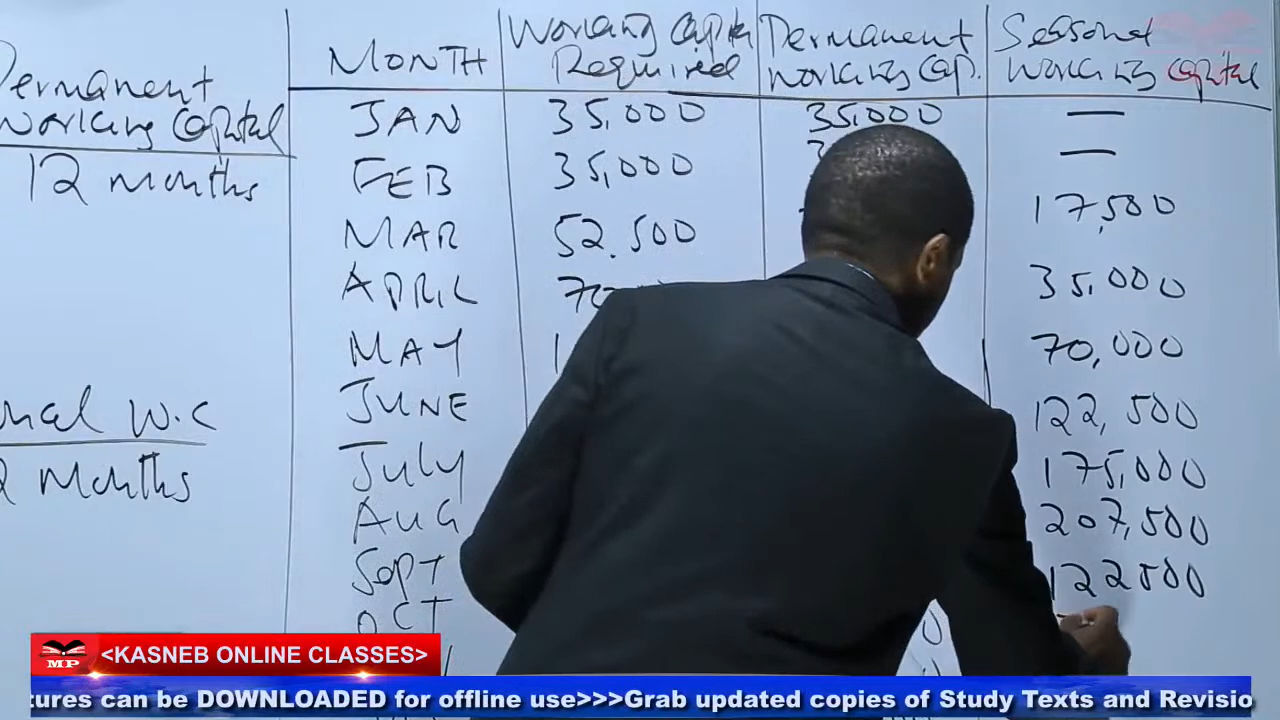 Permanent
Working Capital
12 months
W.C
Months
MONTH
Working Capital
Required
Permanent
Working Cap.
Seasonal
Working Capital
JAN 35,000 35,000 —
FEB 35,000 —
MAR 52.500 17,500
APRIL 35,000
MAY 70,000
JUNE 122,500
July 175,000
AUG 207,500
Sept 122500
OCT
MP
<KASNEB ONLINE CLASSES>
can be DOWNLOADED for offline use>>>Grab updated copies of Study Texts and